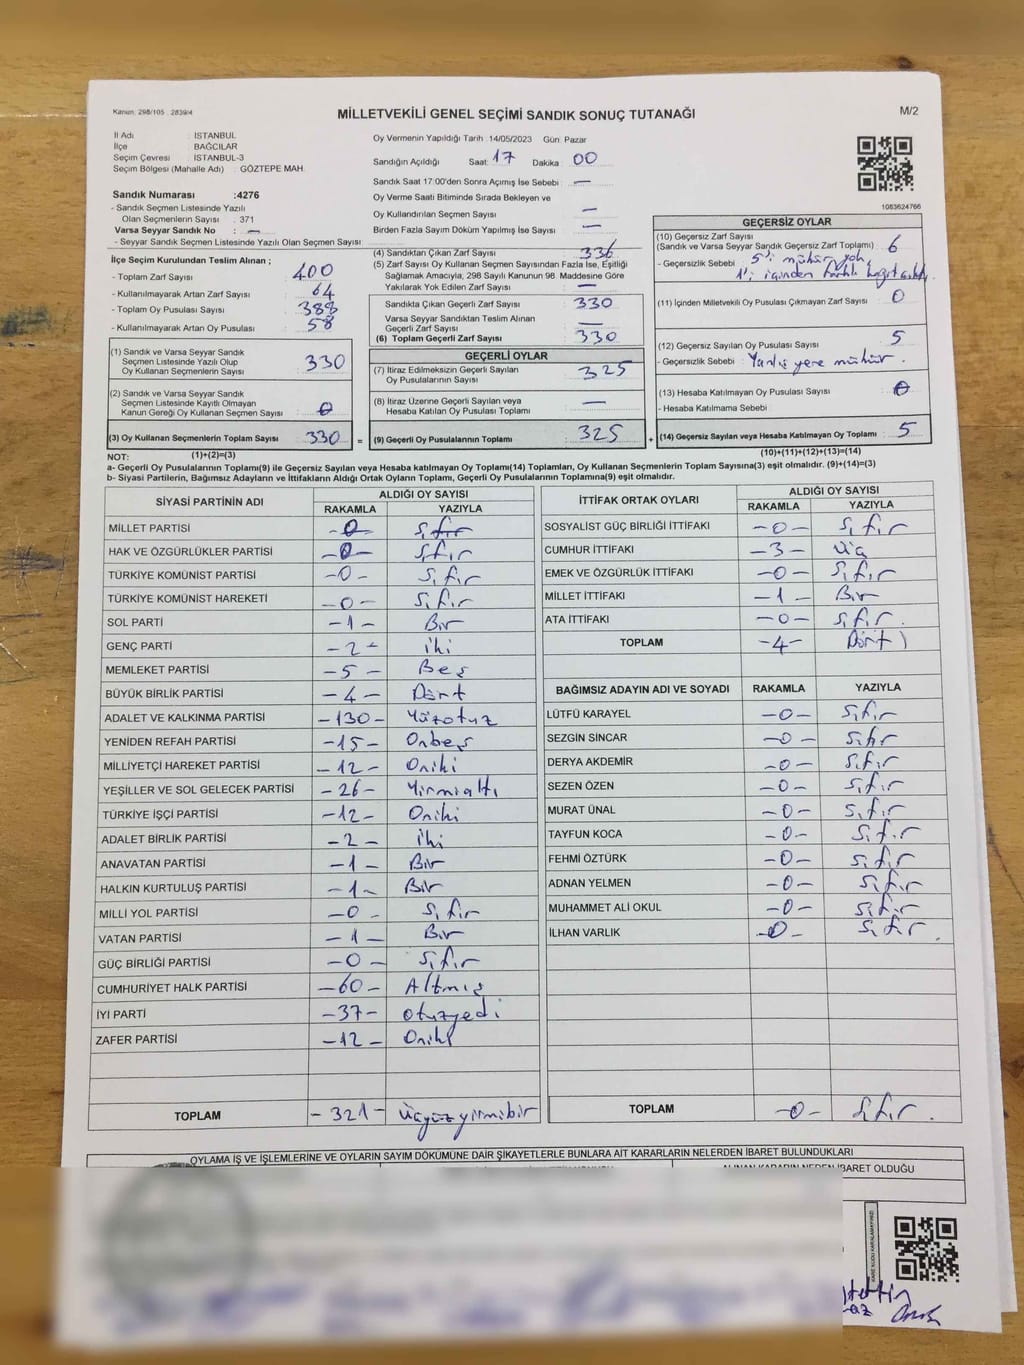 Kanun: 298/105 , 2839/4
MİLLETVEKİLİ GENEL SEÇİMİ SANDIK SONUÇ TUTANAĞI
M/2
İl Adı : İSTANBUL
İlçe : BAĞCILAR
Seçim Çevresi : İSTANBUL-3
Seçim Bölgesi (Mahalle Adı) : GÖZTEPE MAH.
Sandık Numarası :4276
- Sandık Seçmen Listesinde Yazılı
Olan Seçmenlerin Sayısı : 371
Varsa Seyyar Sandık No : —
- Seyyar Sandık Seçmen Listesinde Yazılı Olan Seçmen Sayısı
Oy Vermenin Yapıldığı Tarih :14/05/2023 Gün: Pazar
Sandığın Açıldığı Saat: 17 Dakika : 00
Sandık Saat 17:00'den Sonra Açımış İse Sebebi : —
Oy Verme Saati Bitiminde Sırada Bekleyen ve
Oy Kullandırılan Seçmen Sayısı —
Birden Fazla Sayım Döküm Yapılmış İse Sayısı —
1083624766
İlçe Seçim Kurulundan Teslim Alınan ;
- Toplam Zarf Sayısı : 400
- Kullanılmayarak Artan Zarf Sayısı : 64
- Toplam Oy Pusulası Sayısı : 388
- Kullanılmayarak Artan Oy Pusulası : 58
(1) Sandık ve Varsa Seyyar Sandık
Seçmen Listesinde Yazılı Olup
Oy Kullanan Seçmenlerin Sayısı : 330
(2) Sandık ve Varsa Seyyar Sandık
Seçmen Listesinde Kayıtlı Olmayan
Kanun Gereği Oy Kullanan Seçmen Sayısı : 0
(3) Oy Kullanan Seçmenlerin Toplam Sayısı : 330
(1)+(2)=(3)
(4) Sandıktan Çıkan Zarf Sayısı : 336
(5) Zarf Sayısı Oy Kullanan Seçmen Sayısından Fazla İse, Eşitliği
Sağlamak Amacıyla, 298 Sayılı Kanunun 98. Maddesine Göre
Yakılarak Yok Edilen Zarf Sayısı : —
Sandıkta Çıkan Geçerli Zarf Sayısı : 330
Varsa Seyyar Sandıktan Teslim Alınan
Geçerli Zarf Sayısı : —
(6) Toplam Geçerli Zarf Sayısı : 330
GEÇERLİ OYLAR
(7) İtiraz Edilmeksizin Geçerli Sayılan
Oy Pusulalarının Sayısı : 325
(8) İtiraz Üzerine Geçerli Sayılan veya
Hesaba Katılan Oy Pusulası Toplamı : —
= (9) Geçerli Oy Pusulalarının Toplamı : 325
GEÇERSİZ OYLAR
(10) Geçersiz Zarf Sayısı
(Sandık ve Varsa Seyyar Sandık Geçersiz Zarf Toplamı) : 6
- Geçersizlik Sebebi : 5'i mühür yok,
1'i içinden farklı
(11) İçinden Milletvekili Oy Pusulası Çıkmayan Zarf Sayısı : 0
(12) Geçersiz Sayılan Oy Pusulası Sayısı : 5
- Geçersizlik Sebebi : Yanlış yere mühür .
(13) Hesaba Katılmayan Oy Pusulası Sayısı : 0
- Hesaba Katılmama Sebebi
+ (14) Geçersiz Sayılan veya Hesaba Katılmayan Oy Toplamı : 5
(10)+(11)+(12)+(13)=(14)
NOT:
a- Geçerli Oy Pusulalarının Toplamı(9) ile Geçersiz Sayılan veya Hesaba katılmayan Oy Toplamı(14) Toplamları, Oy Kullanan Seçmenlerin Toplam Sayısına(3) eşit olmalıdır. (9)+(14)=(3)
b- Siyasi Partilerin, Bağımsız Adayların ve İttifakların Aldığı Ortak Oyların Toplamı, Geçerli Oy Pusulalarının Toplamına(9) eşit olmalıdır.
SİYASİ PARTİNİN ADI ALDIĞI OY SAYISI
RAKAMLA YAZIYLA
MİLLET PARTİSİ -0- Sıfır
HAK VE ÖZGÜRLÜKLER PARTİSİ -0- Sıfır
TÜRKİYE KOMÜNİST PARTİSİ -0- Sıfır
TÜRKİYE KOMÜNİST HAREKETİ -0- Sıfır
SOL PARTİ -1- Bir
GENÇ PARTİ -2- iki
MEMLEKET PARTİSİ -5- Beş
BÜYÜK BİRLİK PARTİSİ -4- Dört
ADALET VE KALKINMA PARTİSİ -130- Yüzotuz
YENİDEN REFAH PARTİSİ -15- Onbeş
MİLLİYETÇİ HAREKET PARTİSİ -12- Oniki
YEŞİLLER VE SOL GELECEK PARTİSİ -26- Yirmialtı
TÜRKİYE İŞÇİ PARTİSİ -12- Oniki
ADALET BİRLİK PARTİSİ -2- iki
ANAVATAN PARTİSİ -1- Bir
HALKIN KURTULUŞ PARTİSİ -1- Bir
MİLLİ YOL PARTİSİ -0- Sıfır
VATAN PARTİSİ -1- Bir
GÜÇ BİRLİĞİ PARTİSİ -0- Sıfır
CUMHURİYET HALK PARTİSİ -60- Altmış
İYİ PARTİ -37- Otuzyedi
ZAFER PARTİSİ -12- Oniki
TOPLAM -321- Üçyüzyirmibir
İTTİFAK ORTAK OYLARI ALDIĞI OY SAYISI
RAKAMLA YAZIYLA
SOSYALİST GÜÇ BİRLİĞİ İTTİFAKI -0- Sıfır
CUMHUR İTTİFAKI -3- Üç
EMEK VE ÖZGÜRLÜK İTTİFAKI -0- Sıfır
MİLLET İTTİFAKI -1- Bir
ATA İTTİFAKI -0- Sıfır.
TOPLAM -4- Dört
BAĞIMSIZ ADAYIN ADI VE SOYADI RAKAMLA YAZIYLA
LÜTFÜ KARAYEL -0- Sıfır
SEZGİN SİNCAR -0- Sıfır
DERYA AKDEMİR -0- Sıfır
SEZEN ÖZEN -0- Sıfır
MURAT ÜNAL -0- Sıfır
TAYFUN KOCA -0- Sıfır
FEHMİ ÖZTÜRK -0- Sıfır
ADNAN YELMEN -0- Sıfır
MUHAMMET ALİ OKUL -0- Sıfır
İLHAN VARLIK -0- Sıfır.
TOPLAM -0- Sıfır.
OYLAMA İŞ VE İŞLEMLERİNE VE OYLARIN SAYIM DÖKÜMÜNE DAİR ŞİKAYETLERLE BUNLARA AİT KARARLARIN NELERDEN İBARET BULUNDUKLARI
ALINAN KARARIN NEDEN İBARET OLDUĞU
KARE KODU KARALAMAYINIZ!